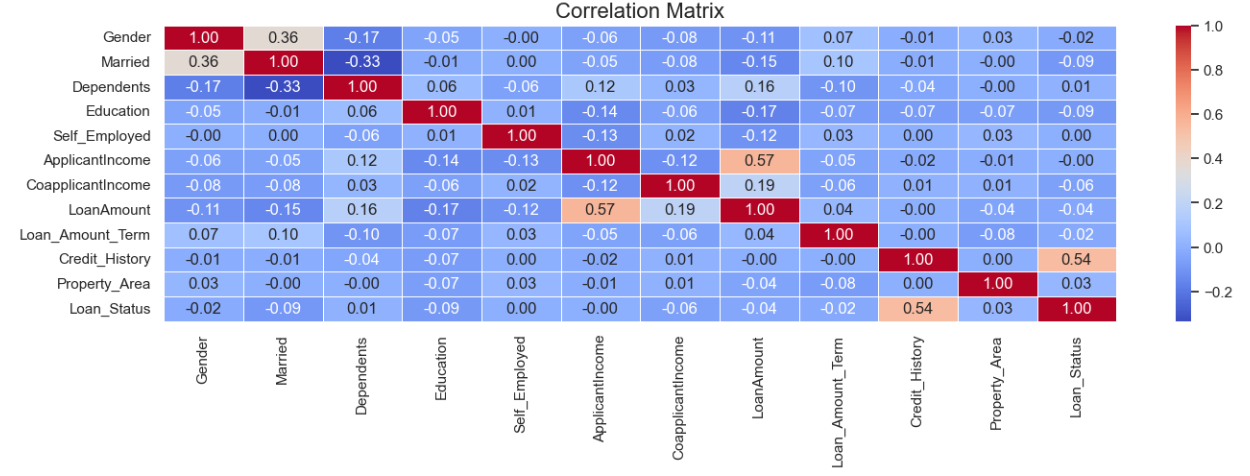 Correlation Matrix
Gender 1.00 0.36 -0.17 -0.05 -0.00 -0.06 -0.08 -0.11 0.07 -0.01 0.03 -0.02
Married 0.36 1.00 -0.33 -0.01 0.00 -0.05 -0.08 -0.15 0.10 -0.01 -0.00 -0.09
Dependents -0.17 -0.33 1.00 0.06 -0.06 0.12 0.03 0.16 -0.10 -0.04 -0.00 0.01
Education -0.05 -0.01 0.06 1.00 0.01 -0.14 -0.06 -0.17 -0.07 -0.07 -0.07 -0.09
Self_Employed -0.00 0.00 -0.06 0.01 1.00 -0.13 0.02 -0.12 0.03 0.00 0.03 0.00
ApplicantIncome -0.06 -0.05 0.12 -0.14 -0.13 1.00 -0.12 0.57 -0.05 -0.02 -0.01 -0.00
CoapplicantIncome -0.08 -0.08 0.03 -0.06 0.02 -0.12 1.00 0.19 -0.06 0.01 0.01 -0.06
LoanAmount -0.11 -0.15 0.16 -0.17 -0.12 0.57 0.19 1.00 0.04 -0.00 -0.04 -0.04
Loan_Amount_Term 0.07 0.10 -0.10 -0.07 0.03 -0.05 -0.06 0.04 1.00 -0.00 -0.08 -0.02
Credit_History -0.01 -0.01 -0.04 -0.07 0.00 -0.02 0.01 -0.00 -0.00 1.00 0.00 0.54
Property_Area 0.03 -0.00 -0.00 -0.07 0.03 -0.01 0.01 -0.04 -0.08 0.00 1.00 0.03
Loan_Status -0.02 -0.09 0.01 -0.09 0.00 -0.00 -0.06 -0.04 -0.02 0.54 0.03 1.00
Gender
Married
Dependents
Education
Self_Employed
ApplicantIncome
CoapplicantIncome
LoanAmount
Loan_Amount_Term
Credit_History
Property_Area
Loan_Status
1.0
0.8
0.6
0.4
0.2
0.0
−0.2